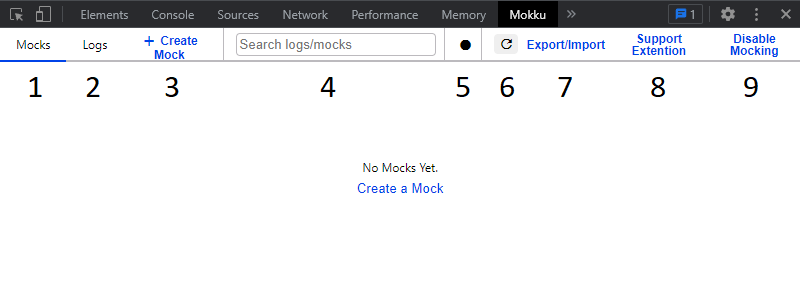 Elements Console Sources Network Performance Memory Mokku » 1
Mocks Logs + Create Mock Search logs/mocks Export/Import Support Extention Disable Mocking
1 2 3 4 5 6 7 8 9
No Mocks Yet.
Create a Mock